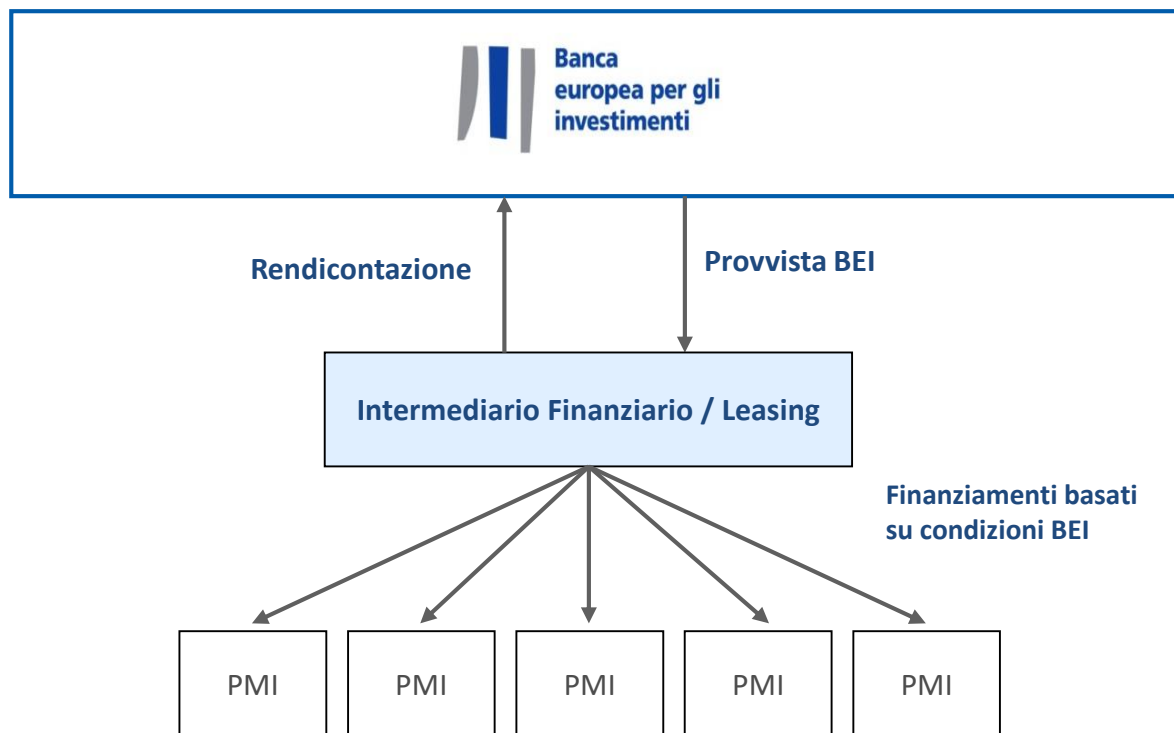 Banca
europea per gli
investimenti
Rendicontazione
Provvista BEI
Intermediario Finanziario / Leasing
Finanziamenti basati
su condizioni BEI
PMI
PMI
PMI
PMI
PMI